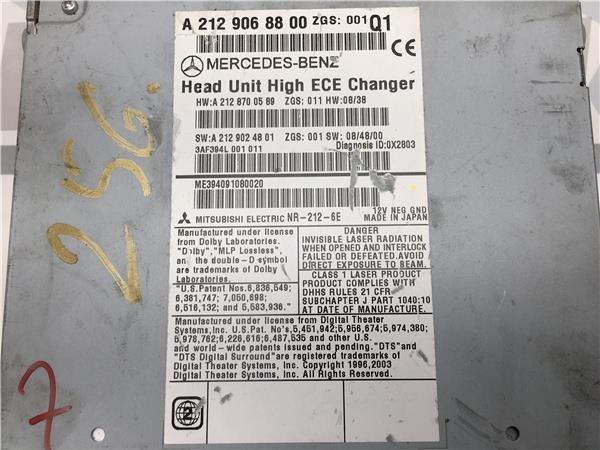 A 212 906 88 00 ZGS: 001 Q1
MERCEDES-BENZ
CE
Head Unit High ECE Changer
HW:A 212 870 05 89 ZGS: 011 HW:08/38
SW:A 212 902 48 01 ZGS: 001 SW: 08/48/00
3AF394L 001 011 Diagnosis ID:0X2803
ME394091080020
MITSUBISHI ELECTRIC NR-212-6E
12V NEG GND
MADE IN JAPAN
Manufactured under license
from Dolby Laboratories.
"Dolby", "MLP Lossless",
and the double-D symbol
are trademarks of Dolby
Laboratories.
"U.S.Patent Nos.6,836,549;
6,381,747; 7,050,698;
6,516,132; and 5,583,936."
DANGER
INVISIBLE LASER RADIATION
WHEN OPENED AND INTERLOCK
FAILED OR DEFEATED.AVOID
DIRECT EXPOSURE TO BEAM.
CLASS 1 LASER PRODUCT
PRODUCT COMPLIES WITH
DHHS RULES 21 CFR
SUBCHAPTER J PART 1040:10
AT DATE OF MANUFACTURE.
Manufactured under license from Digital Theater
Systems,Inc. U.S.Pat. No's,5,451,942;5,956,674;5,974,380;
5,978,762;6,226,616;6,487,535 and other U.S.
and world-wide patents issued and pending. "DTS" and
"DTS Digital Surround" are registered trademarks of
Digital Theater Systems, Inc. Copyright 1996,2003
Digital Theater Systems, Inc. All Rights Reserved.
2
256.
7